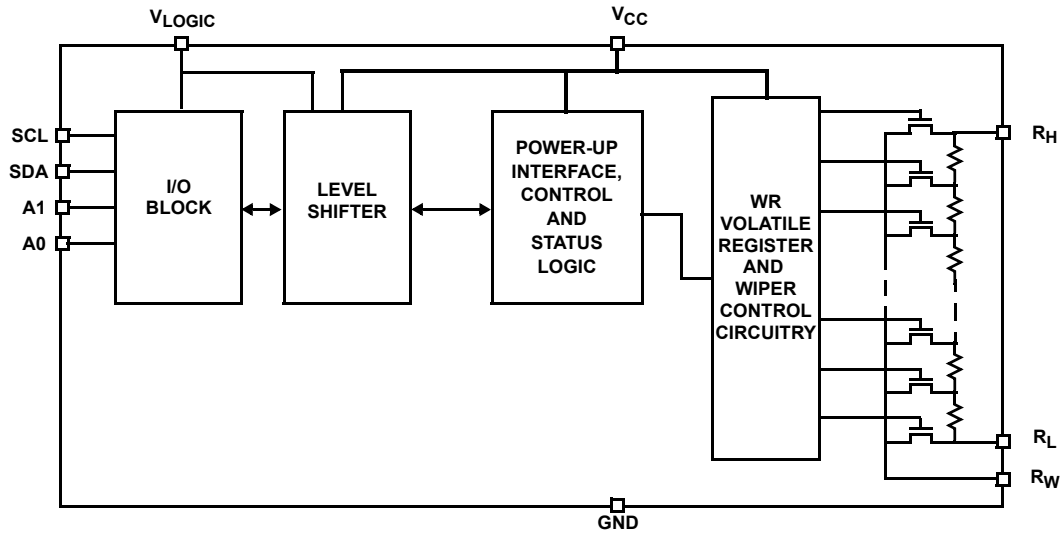 VLOGIC
VCC
SCL
SDA
A1
A0
I/O
BLOCK
LEVEL
SHIFTER
POWER-UP
INTERFACE,
CONTROL
AND
STATUS
LOGIC
WR
VOLATILE
REGISTER
AND
WIPER
CONTROL
CIRCUITRY
RH
RL
RW
GND